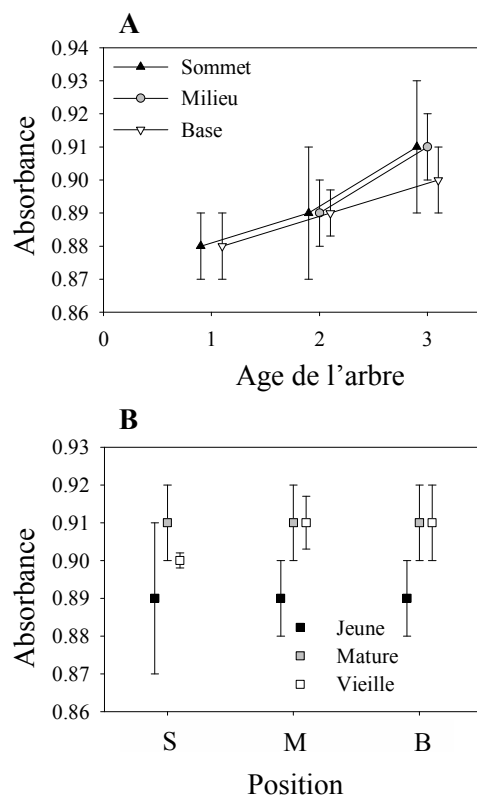 A
0.94
0.93
0.92
0.91
0.90
0.89
0.88
0.87
0.86
Absorbance
Sommet
Milieu
Base
0 1 2 3
Age de l’arbre
B
0.93
0.92
0.91
0.90
0.89
0.88
0.87
0.86
Absorbance
Jeune
Mature
Vieille
S M B
Position